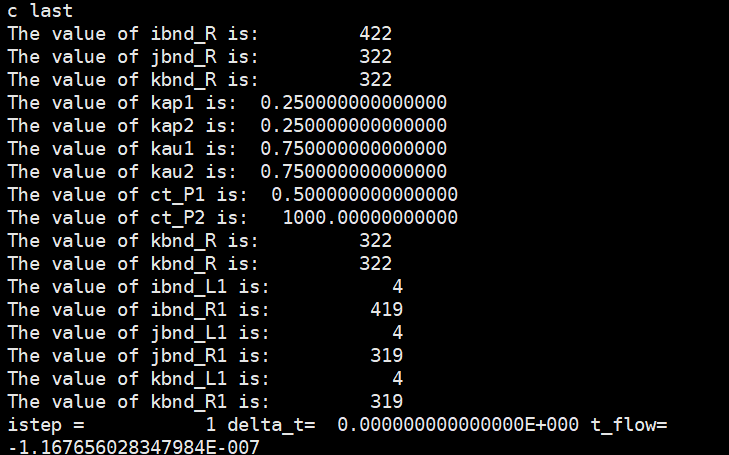 c last
The value of ibnd_R is:         422
The value of jbnd_R is:         322
The value of kbnd_R is:         322
The value of kap1 is:  0.250000000000000
The value of kap2 is:  0.250000000000000
The value of kau1 is:  0.750000000000000
The value of kau2 is:  0.750000000000000
The value of ct_P1 is:  0.500000000000000
The value of ct_P2 is:   1000.00000000000
The value of kbnd_R is:         322
The value of kbnd_R is:         322
The value of ibnd_L1 is:           4
The value of ibnd_R1 is:         419
The value of jbnd_L1 is:           4
The value of jbnd_R1 is:         319
The value of kbnd_L1 is:           4
The value of kbnd_R1 is:         319
istep =           1 delta_t=  0.000000000000000E+000 t_flow=
-1.167656028347984E-007